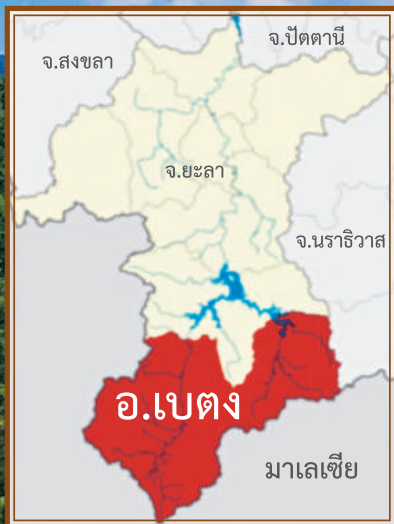 จ.ปัตตานี
จ.สงขลา
จ.ยะลา
จ.นราธิวาส
อ.เบตง
มาเลเซีย